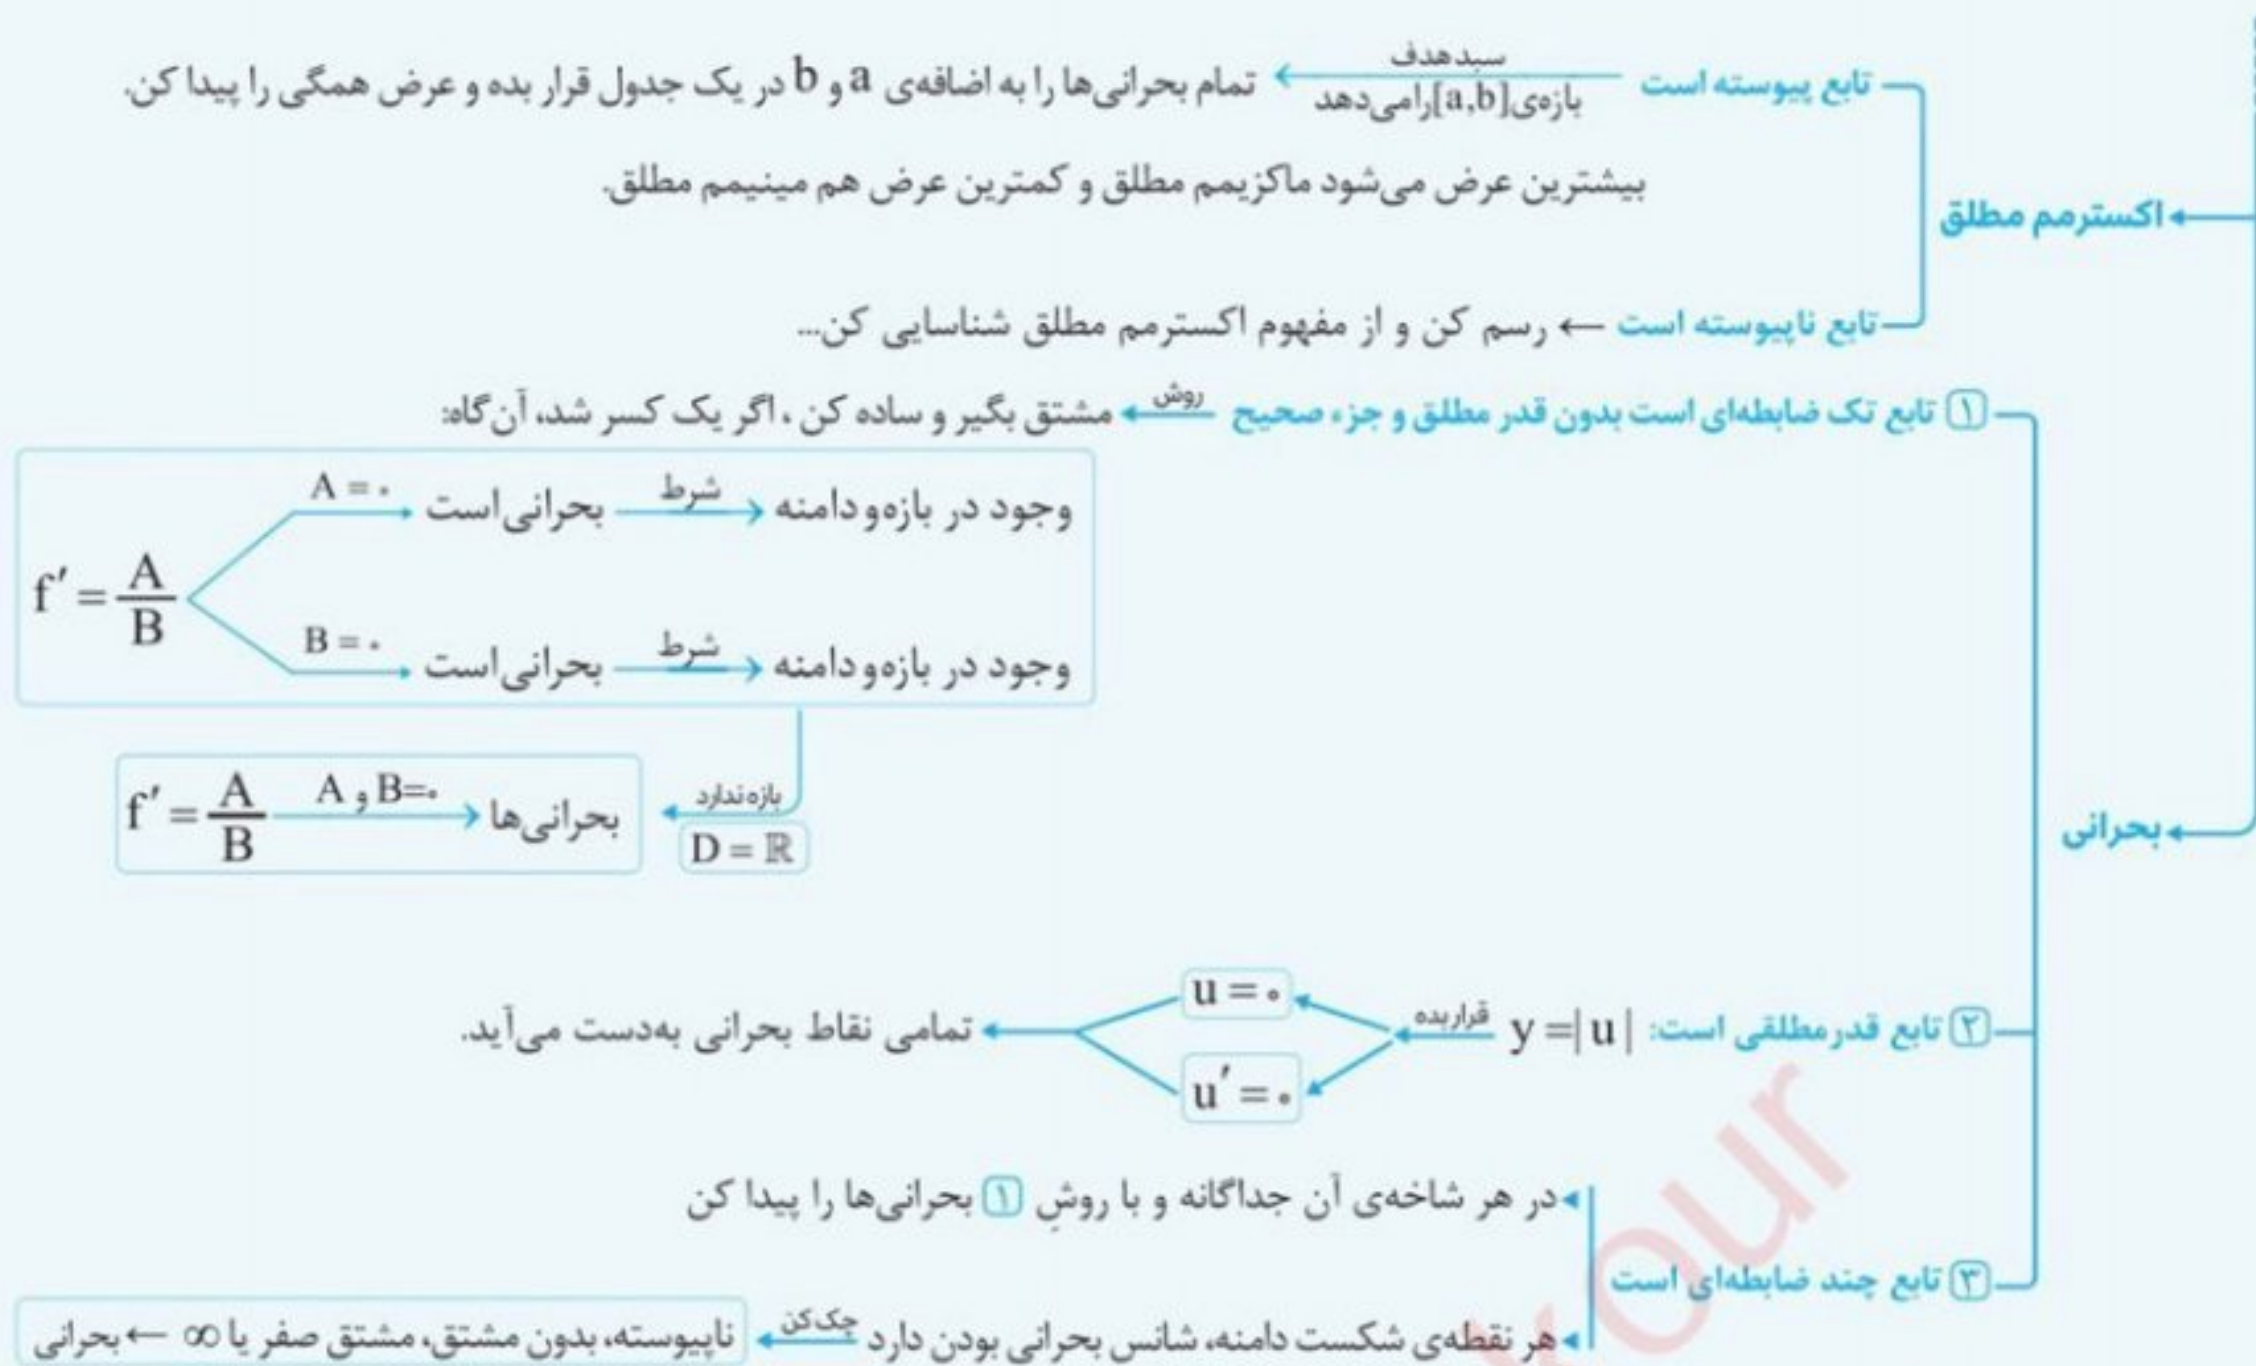 اکسترمم مطلق
تابع پیوسته است ← سبد هدف بازه‌ی [a,b] را می‌دهد تمام بحرانی‌ها را به اضافه‌ی a و b در یک جدول قرار بده و عرض همگی را پیدا کن.
بیشترین عرض می‌شود ماکزیمم مطلق و کمترین عرض هم مینیمم مطلق.
تابع ناپیوسته است ← رسم کن و از مفهوم اکسترمم مطلق شناسایی کن...
بحرانی
۱ تابع تک ضابطه‌ای است بدون قدر مطلق و جزء صحیح روش ← مشتق بگیر و ساده کن، اگر یک کسر شد، آن‌گاه:
A = ۰ → بحرانی است شرط → وجود در بازه و دامنه
f' = A/B
B = ۰ → بحرانی است شرط → وجود در بازه و دامنه
بازه ندارد
D = ℝ
f' = A/B A و B=۰ → بحرانی‌ها
۲ تابع قدر مطلقی است: y = |u| قرار بده ←
u = ۰
u' = ۰
تمامی نقاط بحرانی به‌دست می‌آید.
۳ تابع چند ضابطه‌ای است
در هر شاخه‌ی آن جداگانه و با روشِ ۱ بحرانی‌ها را پیدا کن
هر نقطه‌ی شکست دامنه، شانس بحرانی بودن دارد چک کن ← ناپیوسته، بدون مشتق، مشتق صفر یا ∞ ← بحرانی